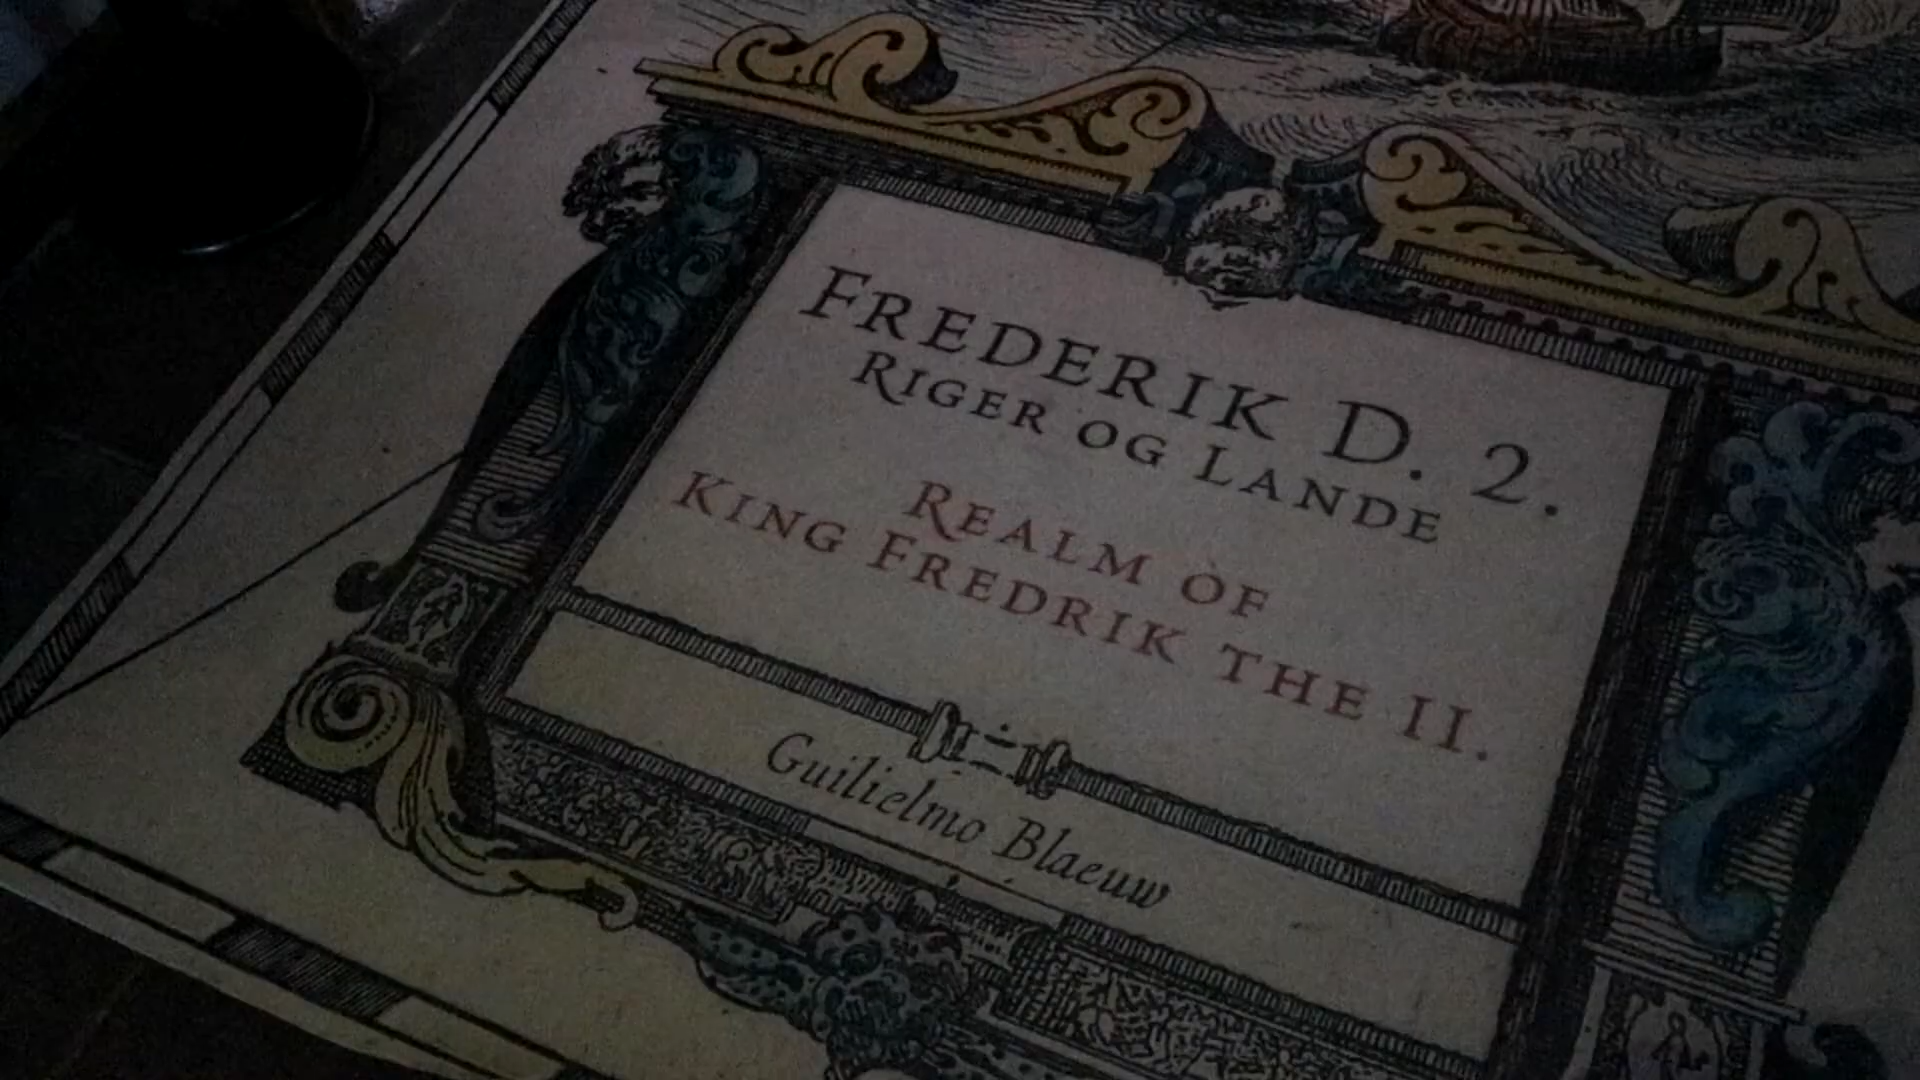 FREDERIK D. 2.
RIGER OG LANDE
REALM OF
KING FREDRIK THE II.
Guilielmo Blaeuw